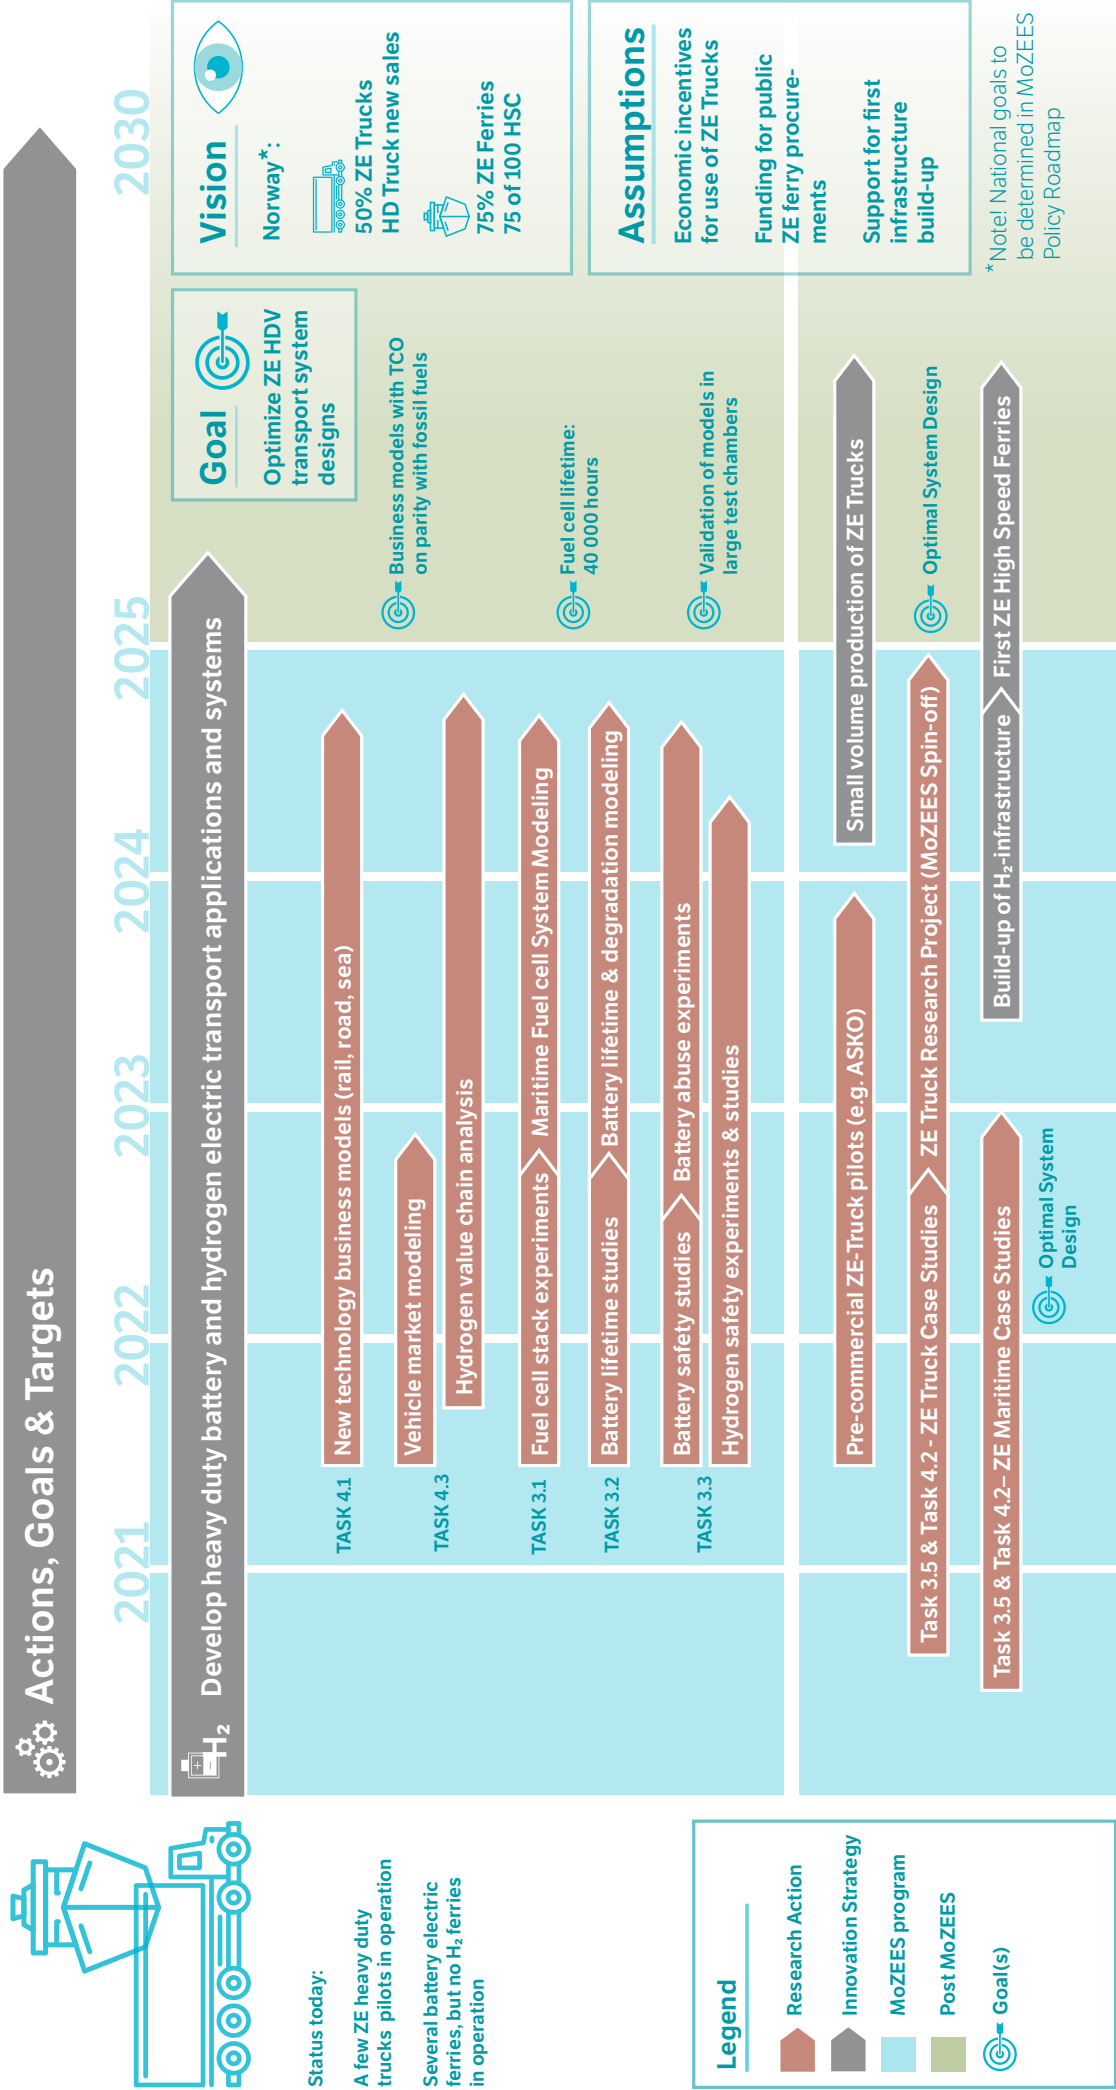 Actions, Goals & Targets
2021
2022
2023
2024
2025
2030
H₂
Develop heavy duty battery and hydrogen electric transport applications and systems
Status today:
A few ZE heavy duty
trucks pilots in operation
Several battery electric
ferries, but no H₂ ferries
in operation
TASK 4.1
New technology business models (rail, road, sea)
Business models with TCO
on parity with fossil fuels
TASK 4.3
Vehicle market modeling
Hydrogen value chain analysis
TASK 3.1
Fuel cell stack experiments
Maritime Fuel cell System Modeling
Fuel cell lifetime:
40 000 hours
TASK 3.2
Battery lifetime studies
Battery lifetime & degradation modeling
TASK 3.3
Battery safety studies
Battery abuse experiments
Hydrogen safety experiments & studies
Validation of models in
large test chambers
Pre-commercial ZE-Truck pilots (e.g. ASKO)
Small volume production of ZE Trucks
Task 3.5 & Task 4.2 - ZE Truck Case Studies
ZE Truck Research Project (MoZEES Spin-off)
Optimal System Design
Task 3.5 & Task 4.2– ZE Maritime Case Studies
Build-up of H₂-infrastructure
First ZE High Speed Ferries
Optimal System
Design
Goal
Optimize ZE HDV
transport system
designs
Vision
Norway*:
50% ZE Trucks
HD Truck new sales
75% ZE Ferries
75 of 100 HSC
Assumptions
Economic incentives
for use of ZE Trucks
Funding for public
ZE ferry procure-
ments
Support for first
infrastructure
build-up
*Note! National goals to
be determined in MoZEES
Policy Roadmap
Legend
Research Action
Innovation Strategy
MoZEES program
Post MoZEES
Goal(s)